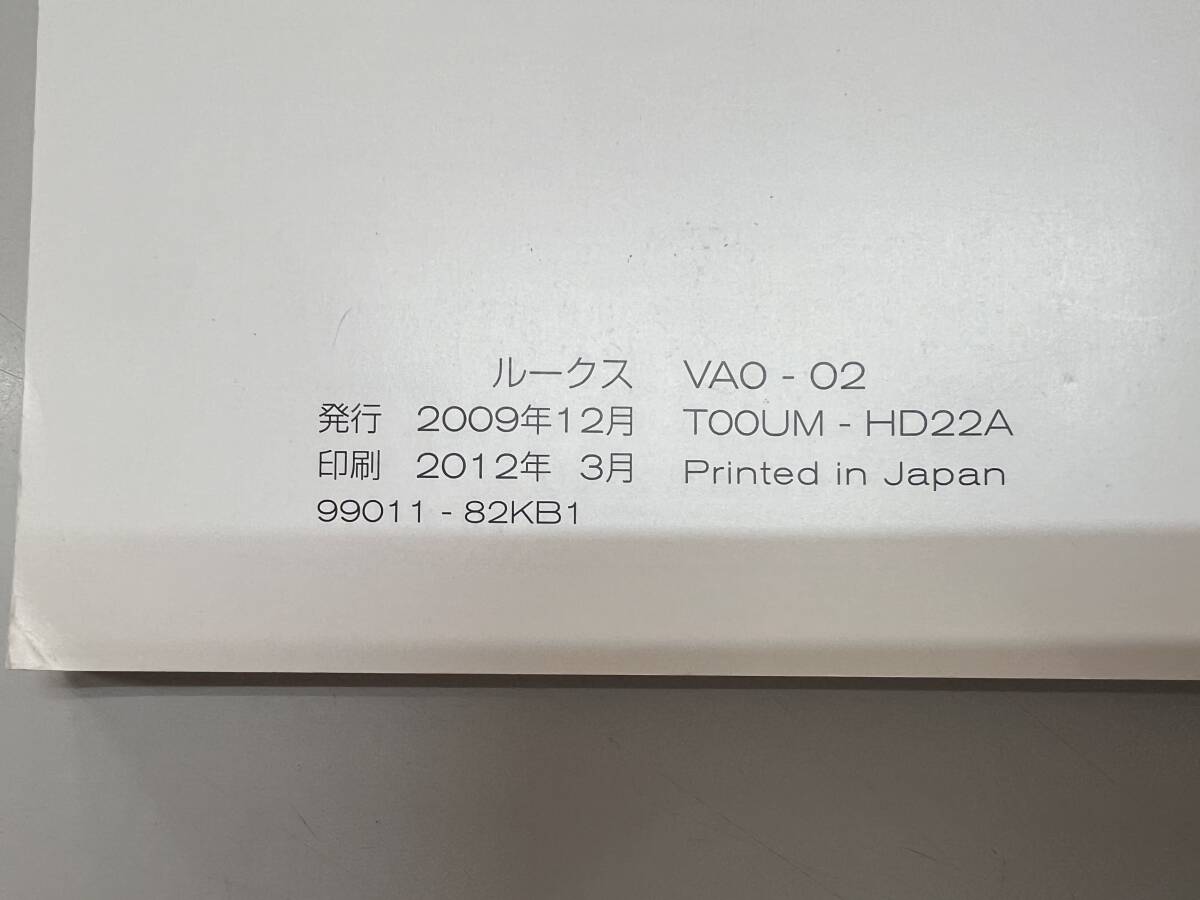 ルークス VA0 - 02
発行 2009年12月 T00UM - HD22A
印刷 2012年 3月 Printed in Japan
99011 - 82KB1